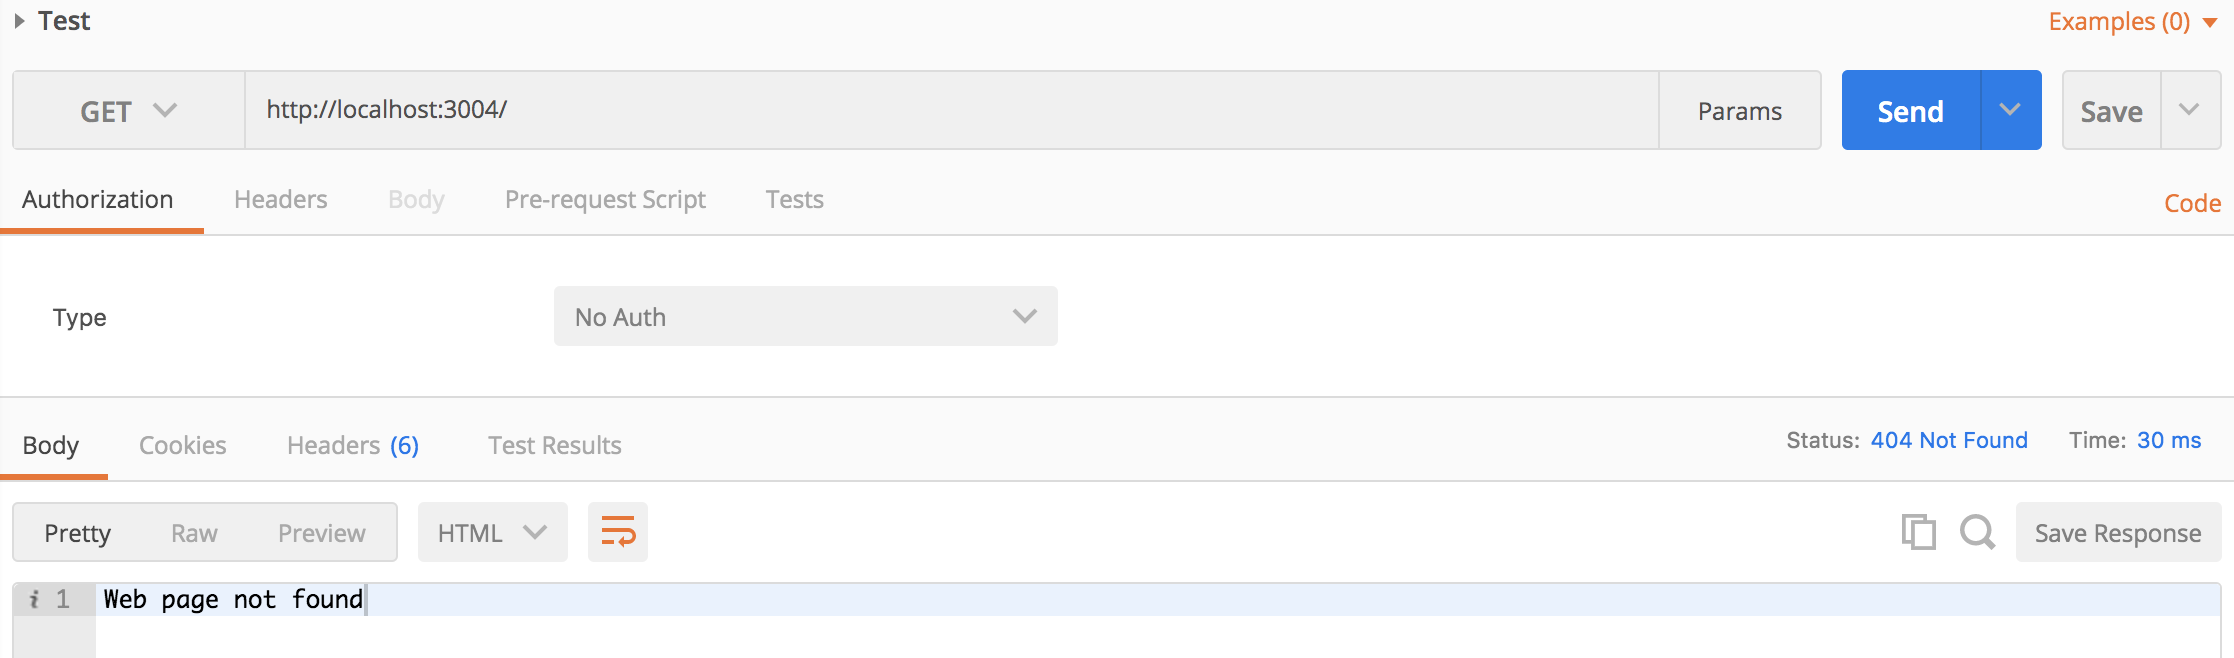 Test
Examples (0)
GET http://localhost:3004/ Params Send Save
Authorization Headers Body Pre-request Script Tests Code
Type No Auth
Body Cookies Headers (6) Test Results Status: 404 Not Found Time: 30 ms
Pretty Raw Preview HTML Save Response
i 1 Web page not found